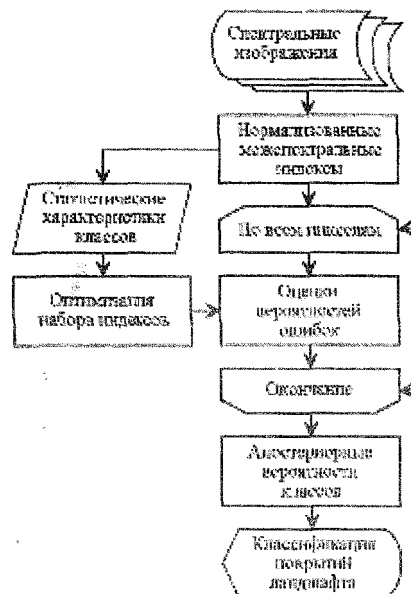 Спектральные
изображения
Нормализованные
межспектральные
индексы
Статистические
характеристики
классов
По всем пикселям
Оптимизация
набора индексов
Оценки
вероятностей
ошибок
Окончание
Апостериорные
вероятности
классов
Классификация
покрытий
ландшафта